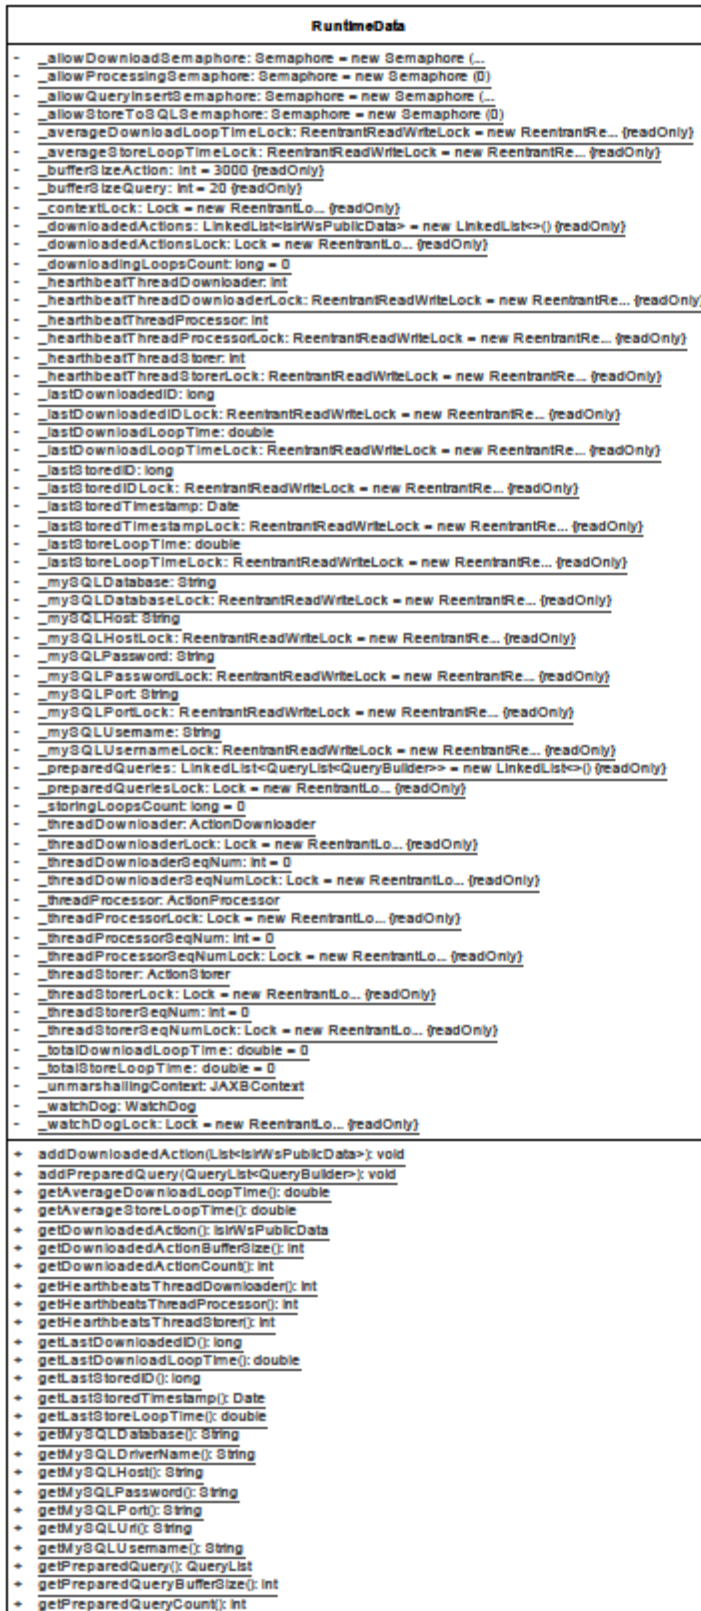 RuntimeData
- _allowDownloadSemaphore: Semaphore = new Semaphore (...
- _allowProcessingSemaphore: Semaphore = new Semaphore (0)
- _allowQueryInsertSemaphore: Semaphore = new Semaphore (...
- _allowStoreToSQLSemaphore: Semaphore = new Semaphore (0)
- _averageDownloadLoopTimeLock: ReentrantReadWriteLock = new ReentrantRe... {readOnly}
- _averageStoreLoopTimeLock: ReentrantReadWriteLock = new ReentrantRe... {readOnly}
- _bufferSizeAction: int = 3000 {readOnly}
- _bufferSizeQuery: int = 20 {readOnly}
- _contextLock: Lock = new ReentrantLo... {readOnly}
- _downloadedActions: LinkedList<IsirWsPublicData> = new LinkedList<>() {readOnly}
- _downloadedActionsLock: Lock = new ReentrantLo... {readOnly}
- _downloadingLoopsCount: long = 0
- _hearthbeatThreadDownloader: int
- _hearthbeatThreadDownloaderLock: ReentrantReadWriteLock = new ReentrantRe... {readOnly}
- _hearthbeatThreadProcessor: int
- _hearthbeatThreadProcessorLock: ReentrantReadWriteLock = new ReentrantRe... {readOnly}
- _hearthbeatThreadStorer: int
- _hearthbeatThreadStorerLock: ReentrantReadWriteLock = new ReentrantRe... {readOnly}
- _lastDownloadedID: long
- _lastDownloadedIDLock: ReentrantReadWriteLock = new ReentrantRe... {readOnly}
- _lastDownloadLoopTime: double
- _lastDownloadLoopTimeLock: ReentrantReadWriteLock = new ReentrantRe... {readOnly}
- _lastStoredID: long
- _lastStoredIDLock: ReentrantReadWriteLock = new ReentrantRe... {readOnly}
- _lastStoredTimestamp: Date
- _lastStoredTimestampLock: ReentrantReadWriteLock = new ReentrantRe... {readOnly}
- _lastStoreLoopTime: double
- _lastStoreLoopTimeLock: ReentrantReadWriteLock = new ReentrantRe... {readOnly}
- _mySQLDatabase: String
- _mySQLDatabaseLock: ReentrantReadWriteLock = new ReentrantRe... {readOnly}
- _mySQLHost: String
- _mySQLHostLock: ReentrantReadWriteLock = new ReentrantRe... {readOnly}
- _mySQLPassword: String
- _mySQLPasswordLock: ReentrantReadWriteLock = new ReentrantRe... {readOnly}
- _mySQLPort: String
- _mySQLPortLock: ReentrantReadWriteLock = new ReentrantRe... {readOnly}
- _mySQLUsername: String
- _mySQLUsernameLock: ReentrantReadWriteLock = new ReentrantRe... {readOnly}
- _preparedQueries: LinkedList<QueryList<QueryBuilder>> = new LinkedList<>() {readOnly}
- _preparedQueriesLock: Lock = new ReentrantLo... {readOnly}
- _storingLoopsCount: long = 0
- _threadDownloader: ActionDownloader
- _threadDownloaderLock: Lock = new ReentrantLo... {readOnly}
- _threadDownloaderSeqNum: int = 0
- _threadDownloaderSeqNumLock: Lock = new ReentrantLo... {readOnly}
- _threadProcessor: ActionProcessor
- _threadProcessorLock: Lock = new ReentrantLo... {readOnly}
- _threadProcessorSeqNum: int = 0
- _threadProcessorSeqNumLock: Lock = new ReentrantLo... {readOnly}
- _threadStorer: ActionStorer
- _threadStorerLock: Lock = new ReentrantLo... {readOnly}
- _threadStorerSeqNum: int = 0
- _threadStorerSeqNumLock: Lock = new ReentrantLo... {readOnly}
- _totalDownloadLoopTime: double = 0
- _totalStoreLoopTime: double = 0
- _unmarshallingContext: JAXBContext
- _watchDog: WatchDog
- _watchDogLock: Lock = new ReentrantLo... {readOnly}
+ addDownloadedAction(List<IsirWsPublicData>): void
+ addPreparedQuery(QueryList<QueryBuilder>): void
+ getAverageDownloadLoopTime(): double
+ getAverageStoreLoopTime(): double
+ getDownloadedAction(): IsirWsPublicData
+ getDownloadedActionBufferSize(): int
+ getDownloadedActionCount(): int
+ getHearthbeatsThreadDownloader(): int
+ getHearthbeatsThreadProcessor(): int
+ getHearthbeatsThreadStorer(): int
+ getLastDownloadedID(): long
+ getLastDownloadLoopTime(): double
+ getLastStoredID(): long
+ getLastStoredTimestamp(): Date
+ getLastStoreLoopTime(): double
+ getMySQLDatabase(): String
+ getMySQLDriverName(): String
+ getMySQLHost(): String
+ getMySQLPassword(): String
+ getMySQLPort(): String
+ getMySQLUrl(): String
+ getMySQLUsername(): String
+ getPreparedQuery(): QueryList
+ getPreparedQueryBufferSize(): int
+ getPreparedQueryCount(): int